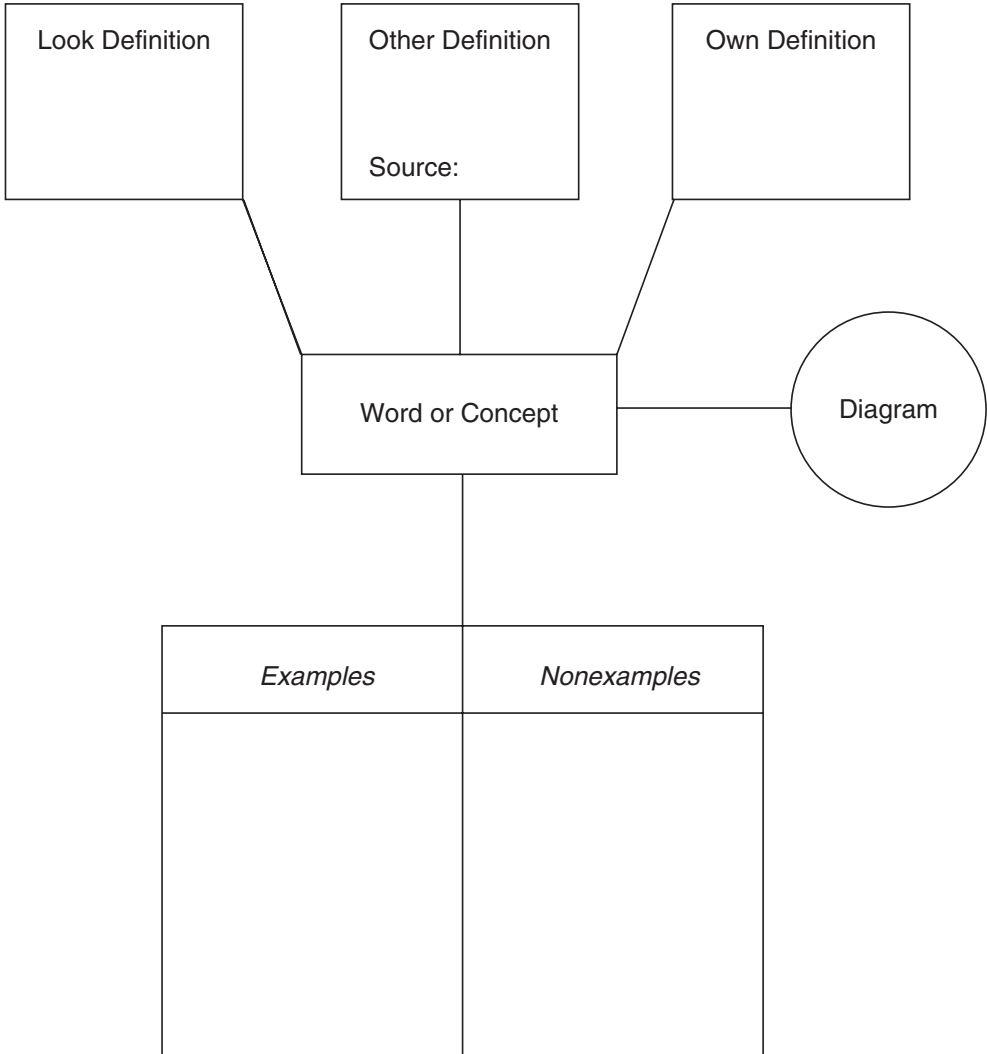 Look Definition
Other Definition
Source:
Own Definition
Word or Concept
Diagram
Examples
Nonexamples